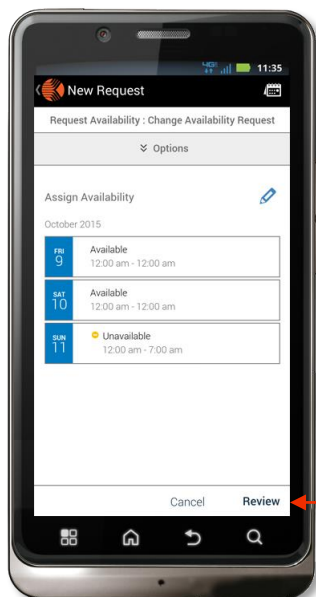 4G 11:35
New Request
Request Availability : Change Availability Request
Options
Assign Availability
October 2015
FRI
9
Available
12:00 am - 12:00 am
SAT
10
Available
12:00 am - 12:00 am
SUN
11
Unavailable
12:00 am - 7:00 am
Cancel Review